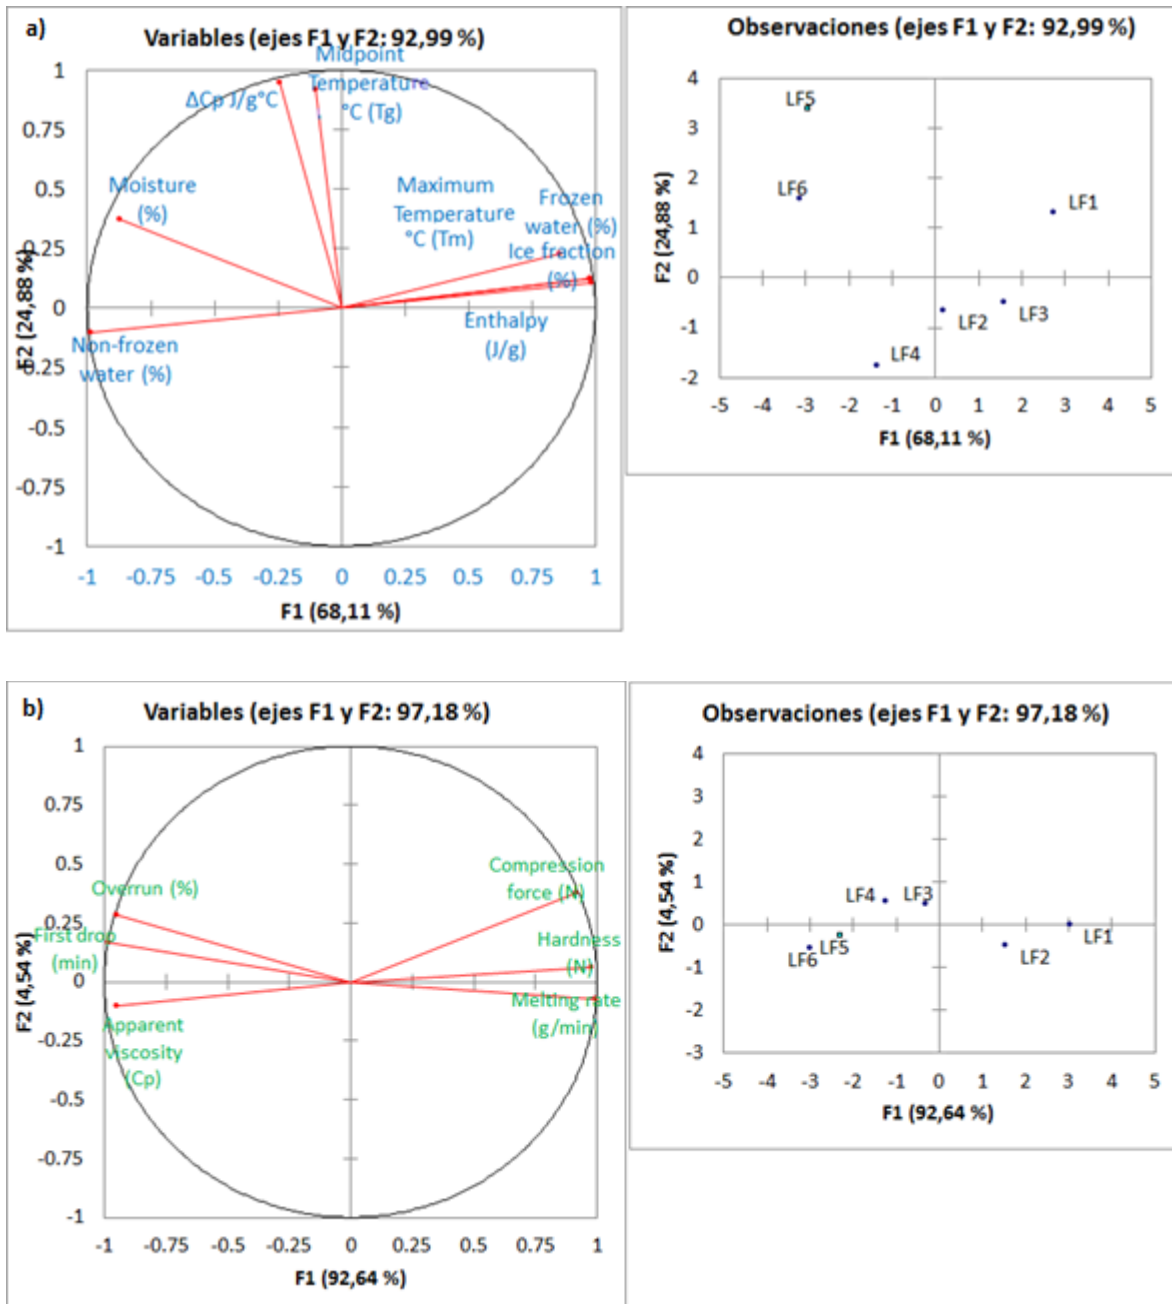 a)
Variables (ejes F1 y F2: 92,99 %)
1
0.75
0.5
0.25
0
-0.25
-0.5
-0.75
-1
F2 (24,88 %)
ΔCp J/g°C
Midpoint
Temperature
°C (Tg)
Moisture
(%)
Maximum
Temperature
°C (Tm)
Frozen
water (%)
Ice fraction
(%)
Enthalpy
(J/g)
Non-frozen
water (%)
-1 -0.75 -0.5 -0.25 0 0.25 0.5 0.75 1
F1 (68,11 %)
Observaciones (ejes F1 y F2: 92,99 %)
4
3
2
1
0
-1
-2
F2 (24,88 %)
LF5
LF6
LF1
LF2
LF3
LF4
-5 -4 -3 -2 -1 0 1 2 3 4 5
F1 (68,11 %)
b)
Variables (ejes F1 y F2: 97,18 %)
1
0.75
0.5
0.25
0
-0.25
-0.5
-0.75
-1
F2 (4,54 %)
Overrun (%)
First drop
(min)
Apparent
viscosity
(Cp)
Compression
force (N)
Hardness
(N)
Melting rate
(g/min)
-1 -0.75 -0.5 -0.25 0 0.25 0.5 0.75 1
F1 (92,64 %)
Observaciones (ejes F1 y F2: 97,18 %)
4
3
2
1
0
-1
-2
-3
F2 (4,54 %)
LF4
LF3
LF1
LF2
LF5
LF6
-5 -4 -3 -2 -1 0 1 2 3 4 5
F1 (92,64 %)